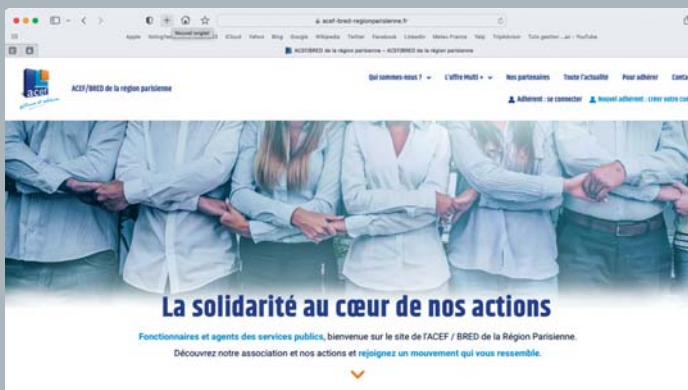 acef-bred-regionparisienne.fr
Nouvel onglet
Apple iCloud Yahoo Bing Google Wikipedia Twitter Facebook LinkedIn Meteo France Yelp TripAdvisor YouTube
ACEF/BRED de la région parisienne – ACEF/BRED de la région parisienne
acef
ACEF/BRED de la région parisienne
Qui sommes-nous ? L'offre Multi + Nos partenaires Toute l'actualité Pour adhérer
Adhérent : se connecter Nouvel adhérent : créer votre
La solidarité au cœur de nos actions
Fonctionnaires et agents des services publics, bienvenue sur le site de l'ACEF / BRED de la Région Parisienne.
Découvrez notre association et nos actions et rejoignez un mouvement qui vous ressemble.